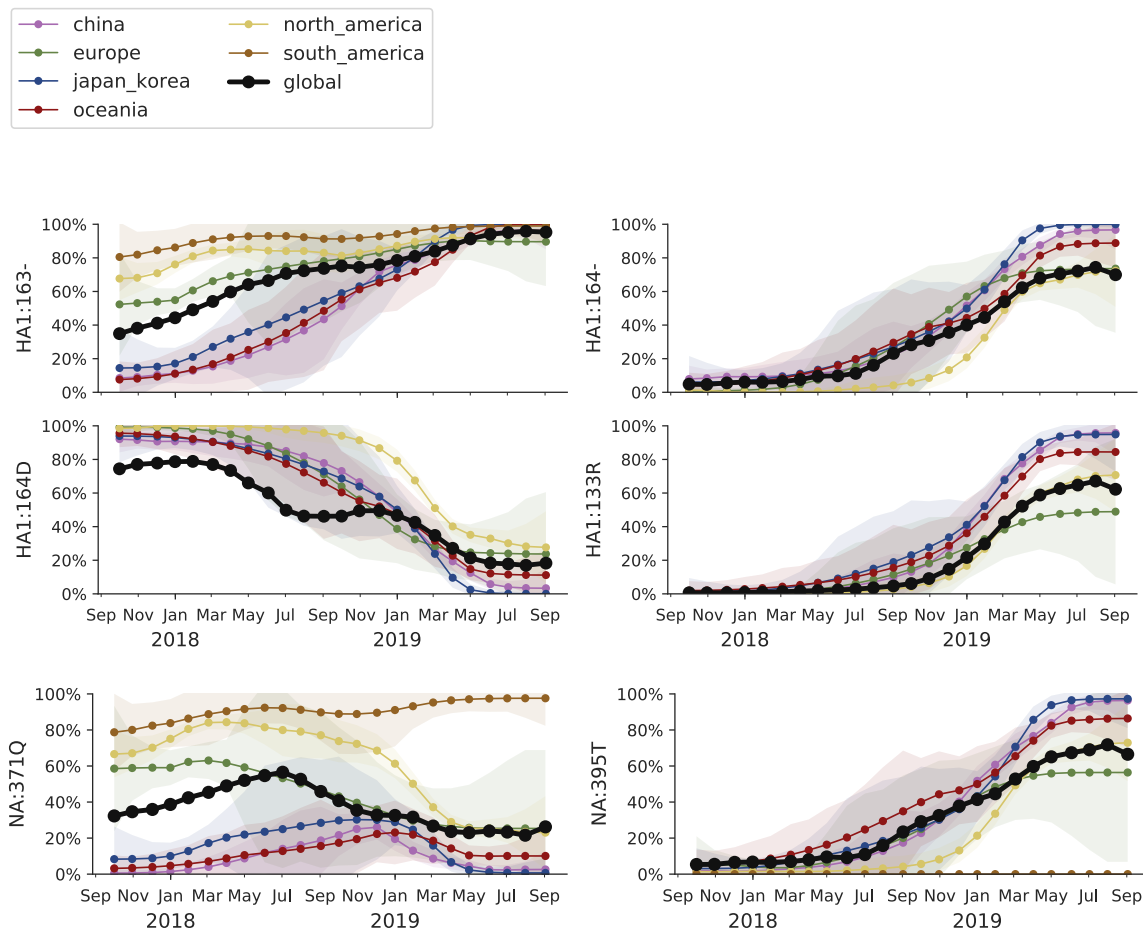 china
europe
japan_korea
oceania
north_america
south_america
global
HA1:163-
100%
80%
60%
40%
20%
0%
HA1:164-
100%
80%
60%
40%
20%
0%
HA1:164D
100%
80%
60%
40%
20%
0%
Sep Nov Jan Mar May Jul Sep Nov Jan Mar May Jul Sep
2018 2019
HA1:133R
100%
80%
60%
40%
20%
0%
Sep Nov Jan Mar May Jul Sep Nov Jan Mar May Jul Sep
2018 2019
NA:371Q
100%
80%
60%
40%
20%
0%
Sep Nov Jan Mar May Jul Sep Nov Jan Mar May Jul Sep
2018 2019
NA:395T
100%
80%
60%
40%
20%
0%
Sep Nov Jan Mar May Jul Sep Nov Jan Mar May Jul Sep
2018 2019